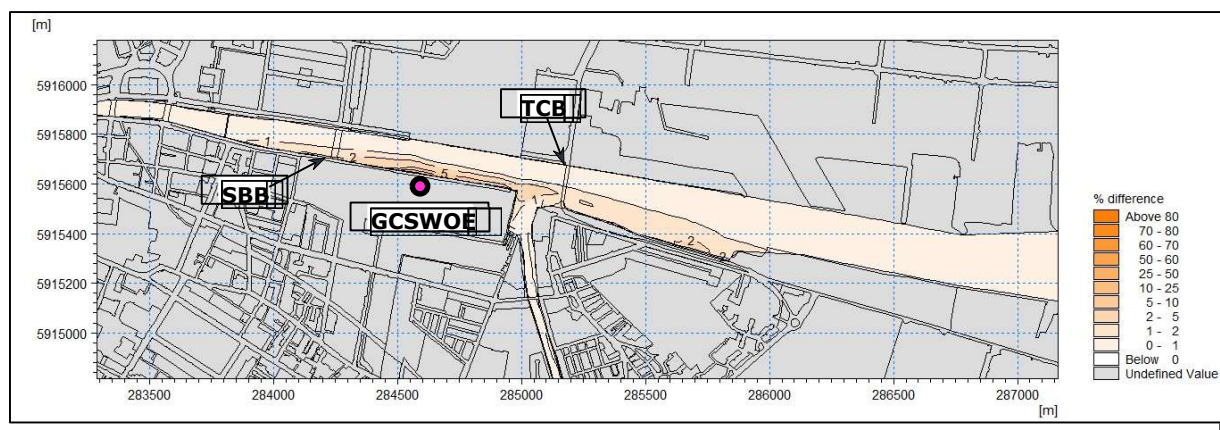 [m]
5916000
5915800
5915600
5915400
5915200
5915000
TCB
SBB
GCSWOE
1
2
5
1
2
2
283500 284000 284500 285000 285500 286000 286500 287000
[m]
% difference
Above 80
70 - 80
60 - 70
50 - 60
25 - 50
10 - 25
5 - 10
2 - 5
1 - 2
0 - 1
Below 0
Undefined Value